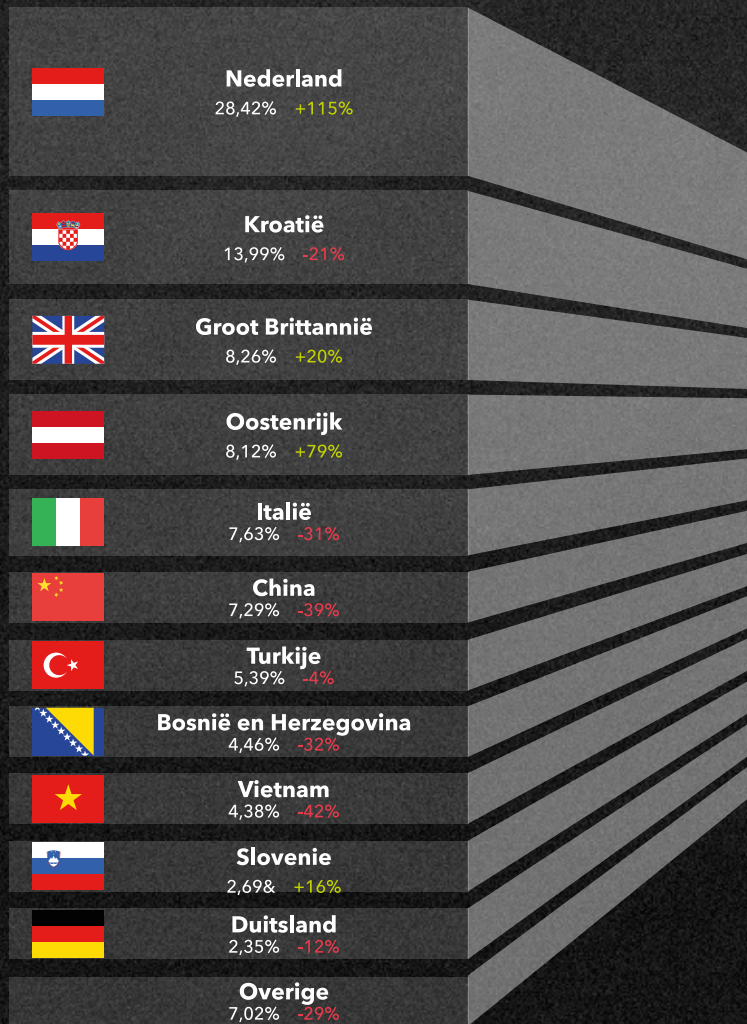 Nederland
28,42% +115%
Kroatië
13,99% -21%
Groot Brittannië
8,26% +20%
Oostenrijk
8,12% +79%
Italië
7,63% -31%
China
7,29% -39%
Turkije
5,39% -4%
Bosnië en Herzegovina
4,46% -32%
Vietnam
4,38% -42%
Slovenie
2,69& +16%
Duitsland
2,35% -12%
Overige
7,02% -29%